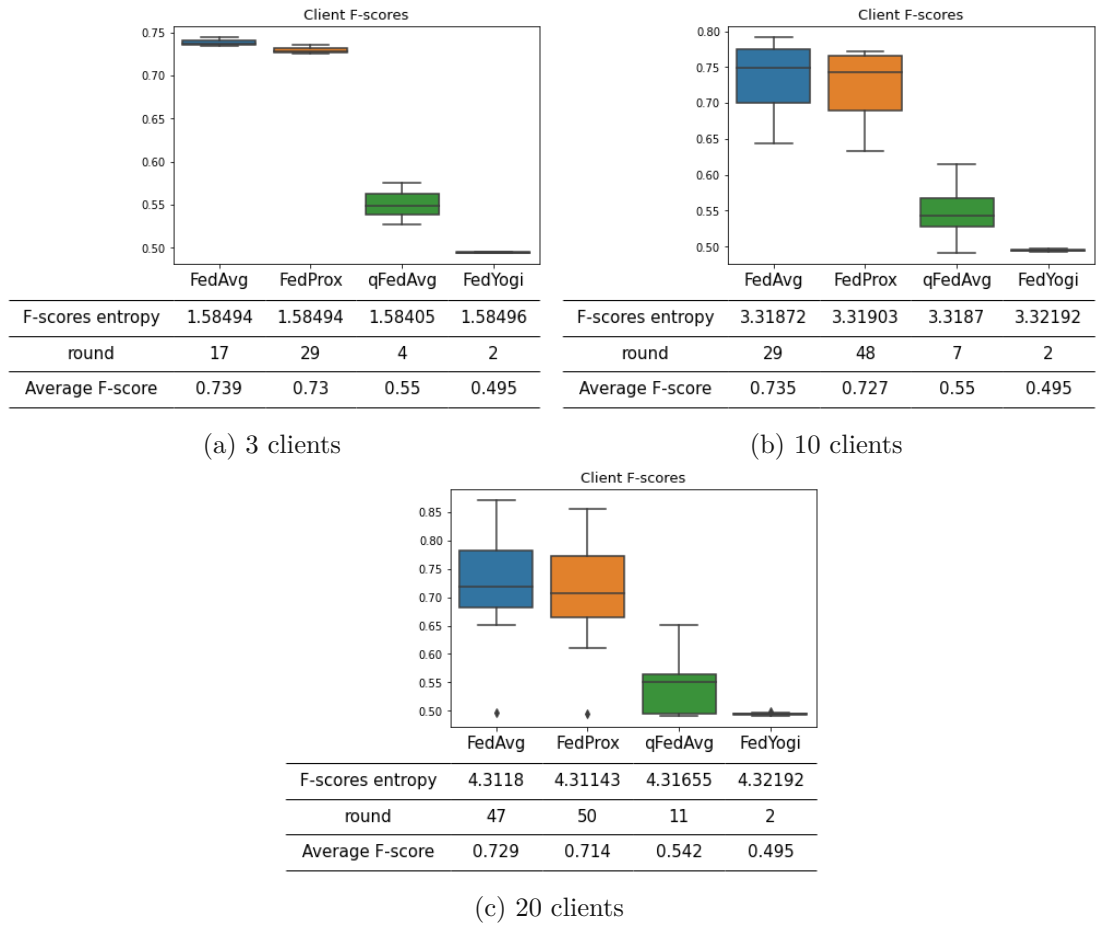 Client F-scores
0.75
0.70
0.65
0.60
0.55
0.50
FedAvg FedProx qFedAvg FedYogi
F-scores entropy 1.58494 1.58494 1.58405 1.58496
round 17 29 4 2
Average F-score 0.739 0.73 0.55 0.495
(a) 3 clients
Client F-scores
0.80
0.75
0.70
0.65
0.60
0.55
0.50
FedAvg FedProx qFedAvg FedYogi
F-scores entropy 3.31872 3.31903 3.3187 3.32192
round 29 48 7 2
Average F-score 0.735 0.727 0.55 0.495
(b) 10 clients
Client F-scores
0.85
0.80
0.75
0.70
0.65
0.60
0.55
0.50
FedAvg FedProx qFedAvg FedYogi
F-scores entropy 4.3118 4.31143 4.31655 4.32192
round 47 50 11 2
Average F-score 0.729 0.714 0.542 0.495
(c) 20 clients